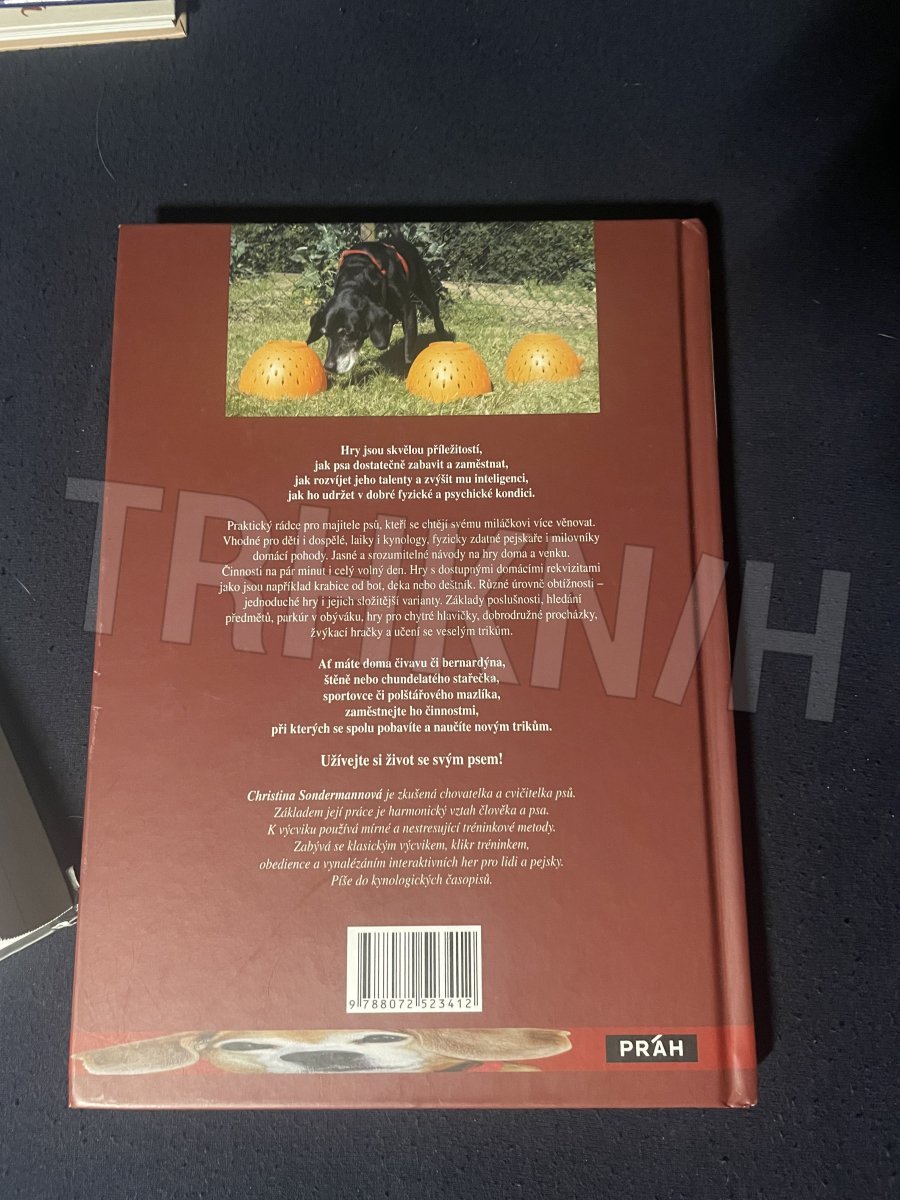 Hry jsou skvělou příležitostí,
jak psa dostatečně zabavit a zaměstnat,
jak rozvíjet jeho talenty a zvýšit mu inteligenci,
jak ho udržet v dobré fyzické a psychické kondici.
Praktický rádce pro majitele psů, kteří se chtějí svému miláčkovi více věnovat.
Vhodné pro děti i dospělé, laiky i kynology, fyzicky zdatné pejskaře i milovníky
domácí pohody. Jasné a srozumitelné návody na hry doma a venku.
Činnosti na pár minut i celý volný den. Hry s dostupnými domácími rekvizitami
jako jsou například krabice od bot, deka nebo deštník. Různé úrovně obtížnosti –
jednoduché hry i jejich složitější varianty. Základy poslušnosti, hledání
předmětů, parkúr v obýváku, hry pro chytré hlavičky, dobrodružné procházky,
žvýkací hračky a učení se veselým trikům.
TRHKNIH
Ať máte doma čivavu či bernardýna,
štěně nebo chundelatého stařečka,
sportovce či polštářového mazlíka,
zaměstnejte ho činnostmi,
při kterých se spolu pobavíte a naučíte novým trikům.
Užívejte si život se svým psem!
Christina Sondermannová je zkušená chovatelka a cvičitelka psů.
Základem její práce je harmonický vztah člověka a psa.
K výcviku používá mírné a nestresující tréninkové metody.
Zabývá se klasickým výcvikem, klikr tréninkem,
obedience a vynalézáním interaktivních her pro lidi a pejsky.
Píše do kynologických časopisů.
9 788072 523412
PRÁH